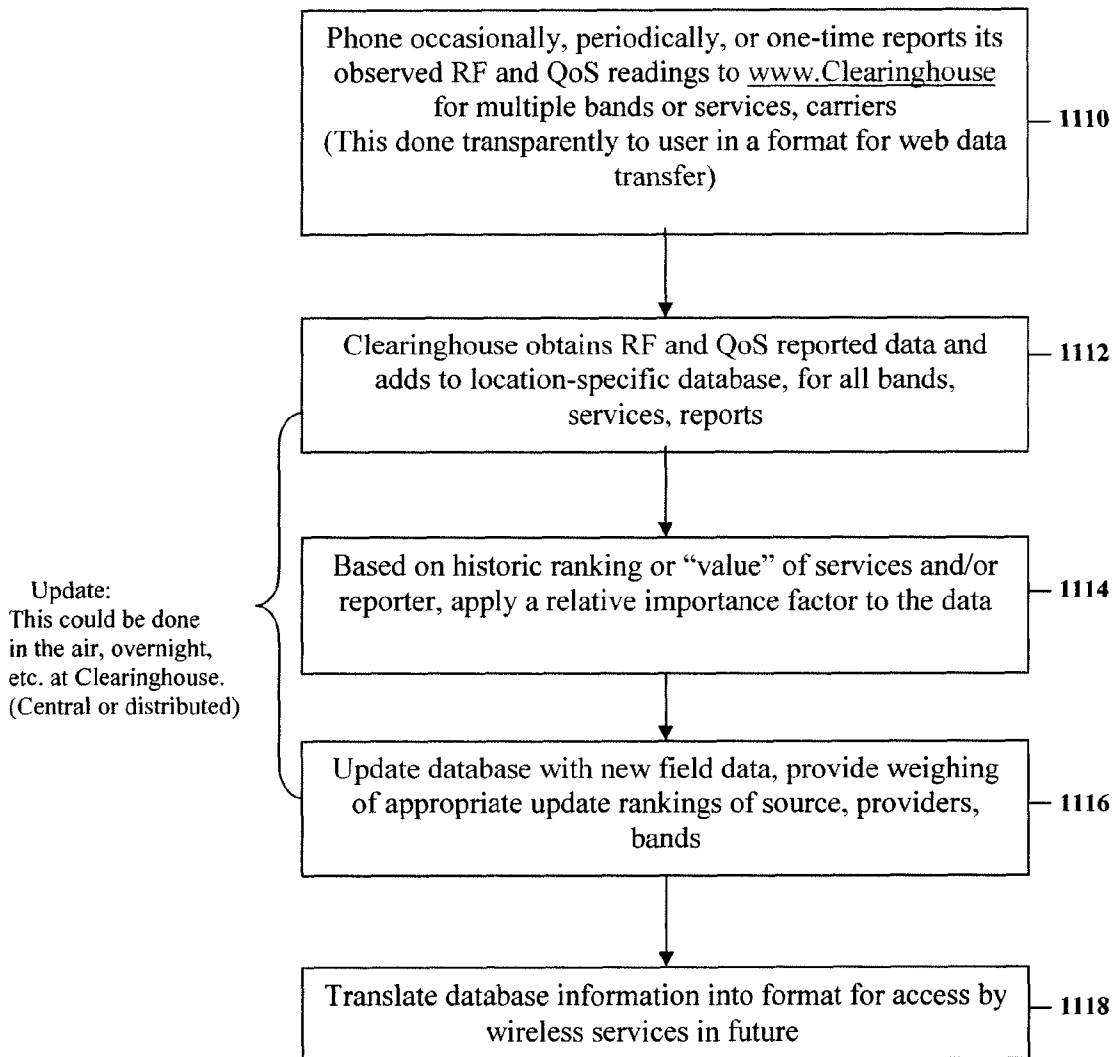 Phone occasionally, periodically, or one-time reports its
observed RF and QoS readings to www.Clearinghouse
for multiple bands or services, carriers
(This done transparently to user in a format for web data
transfer)
1110
Clearinghouse obtains RF and QoS reported data and
adds to location-specific database, for all bands,
services, reports
1112
Based on historic ranking or “value” of services and/or
reporter, apply a relative importance factor to the data
1114
Update:
This could be done
in the air, overnight,
etc. at Clearinghouse.
(Central or distributed)
Update database with new field data, provide weighing
of appropriate update rankings of source, providers,
bands
1116
Translate database information into format for access by
wireless services in future
1118